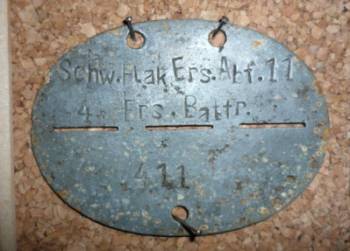 Schw.Flak Ers.Abt.11
4. Ers. Battr.
411